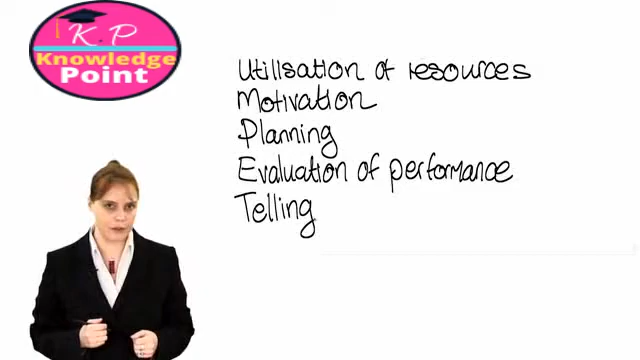 K.P
Knowledge
Point
Utilisation of resources
Motivation
Planning
Evaluation of performance
Telling